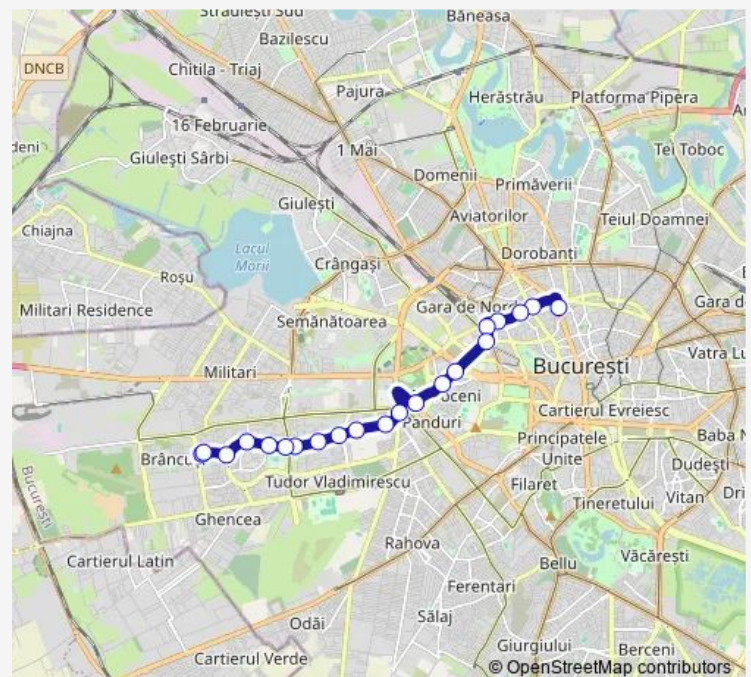 Străulești Sud
Băneasa
Bazilescu
DNCB
Chitila - Triaj
Pajura
Herăstrău
Platforma Pipera
16 Februarie
Tei Toboc
Giulești Sârbi
1 Mai
Domenii
Primăverii
Giulești
Aviatorilor
Teiul Doamnei
Chiajna
Lacul
Morii
Dorobanți
Roșu
Crângași
Militari Residence
Gara de Nord
Gara d
Semănătoarea
Vatra Lu
București
Militari
oceni
Cartierul Evreiesc
Panduri
Baba N
Principatele
Unite
Brâncu
Dudești
Tudor Vladimirescu
Filaret
Vitan
Dri
Tineretului
București
Ghencea
Rahova
Bellu
Văcărești
Cartierul Latin
Ferentari
Odăi
Sălaj
Giurgiului
Berceni
Cartierul Verde
© OpenStreetMap contributors